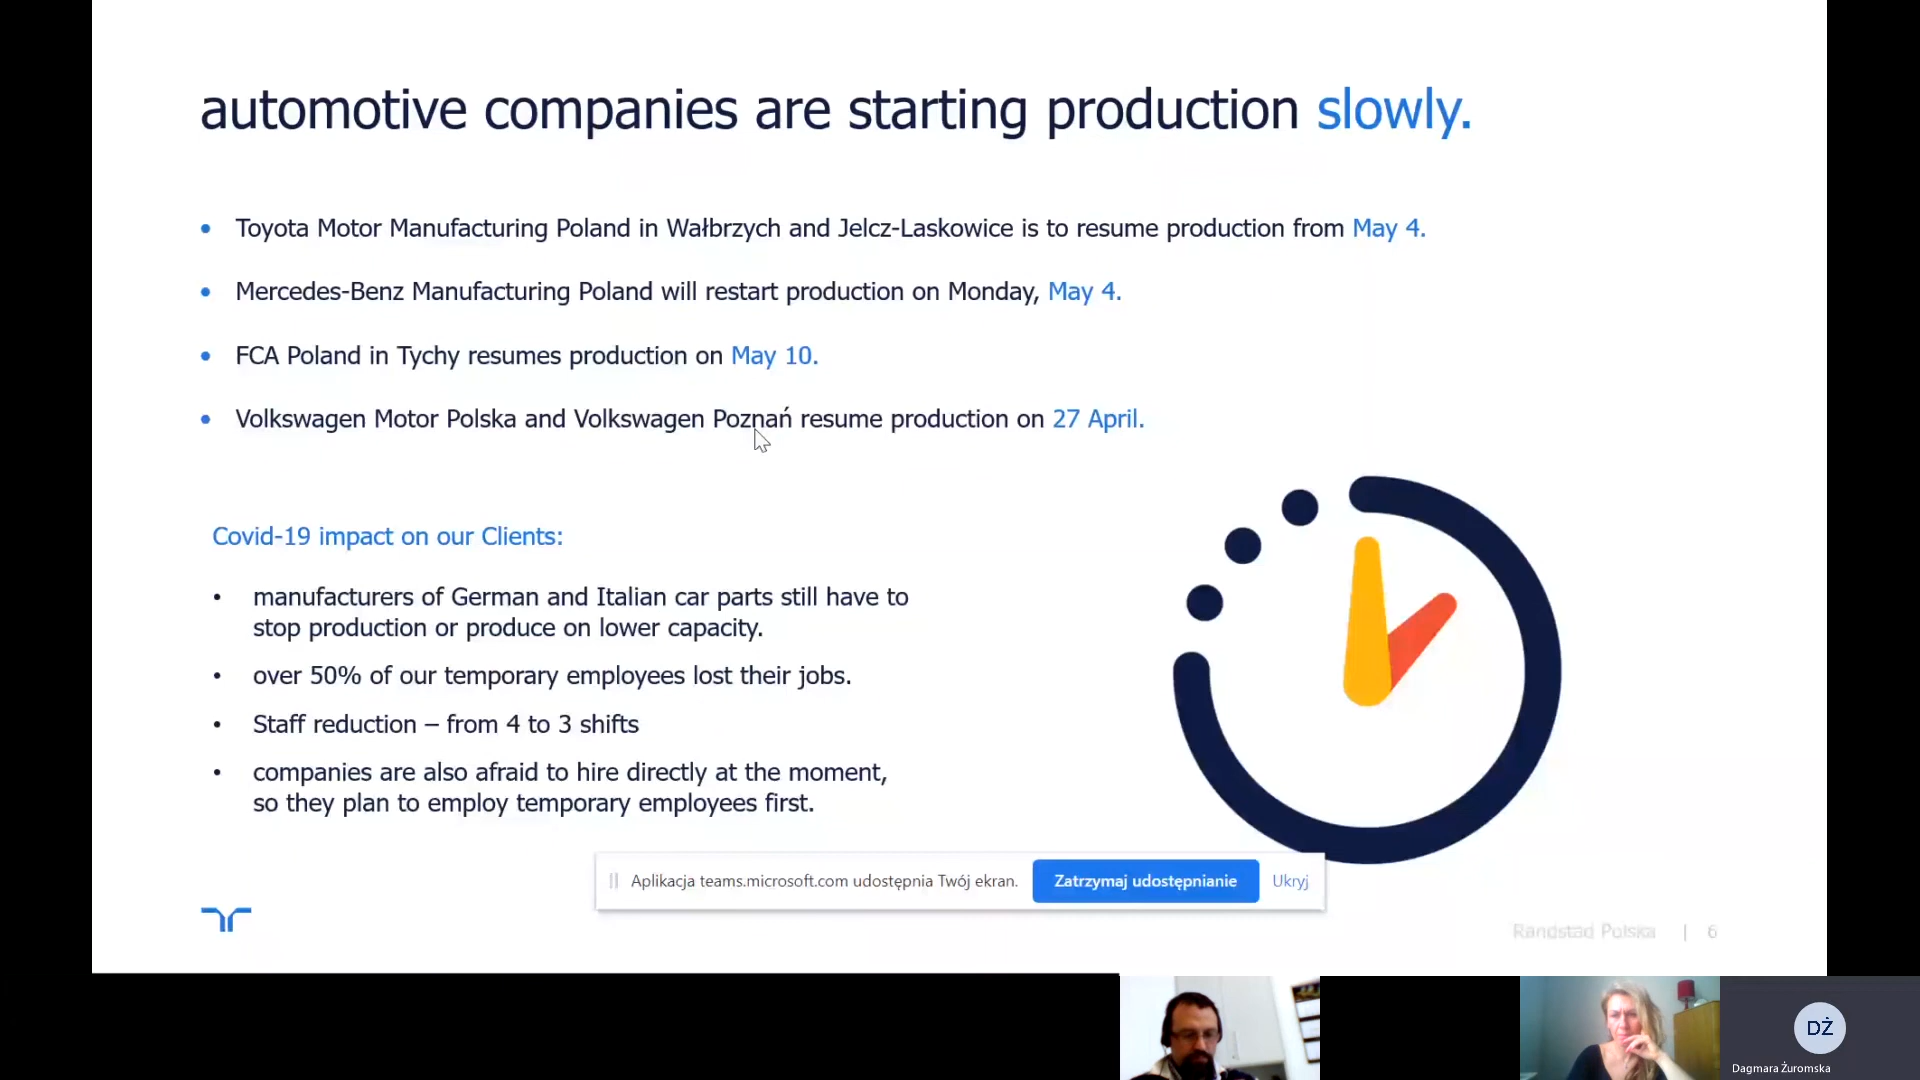 automotive companies are starting production slowly.
• Toyota Motor Manufacturing Poland in Wałbrzych and Jelcz-Laskowice is to resume production from May 4.
• Mercedes-Benz Manufacturing Poland will restart production on Monday, May 4.
• FCA Poland in Tychy resumes production on May 10.
• Volkswagen Motor Polska and Volkswagen Poznań resume production on 27 April.
Covid-19 impact on our Clients:
• manufacturers of German and Italian car parts still have to
stop production or produce on lower capacity.
• over 50% of our temporary employees lost their jobs.
• Staff reduction – from 4 to 3 shifts
• companies are also afraid to hire directly at the moment,
so they plan to employ temporary employees first.
Aplikacja teams.microsoft.com udostępnia Twój ekran. Zatrzymaj udostępnianie Ukryj
Randstad Polska | 6
DŻ
Dagmara Żuromska